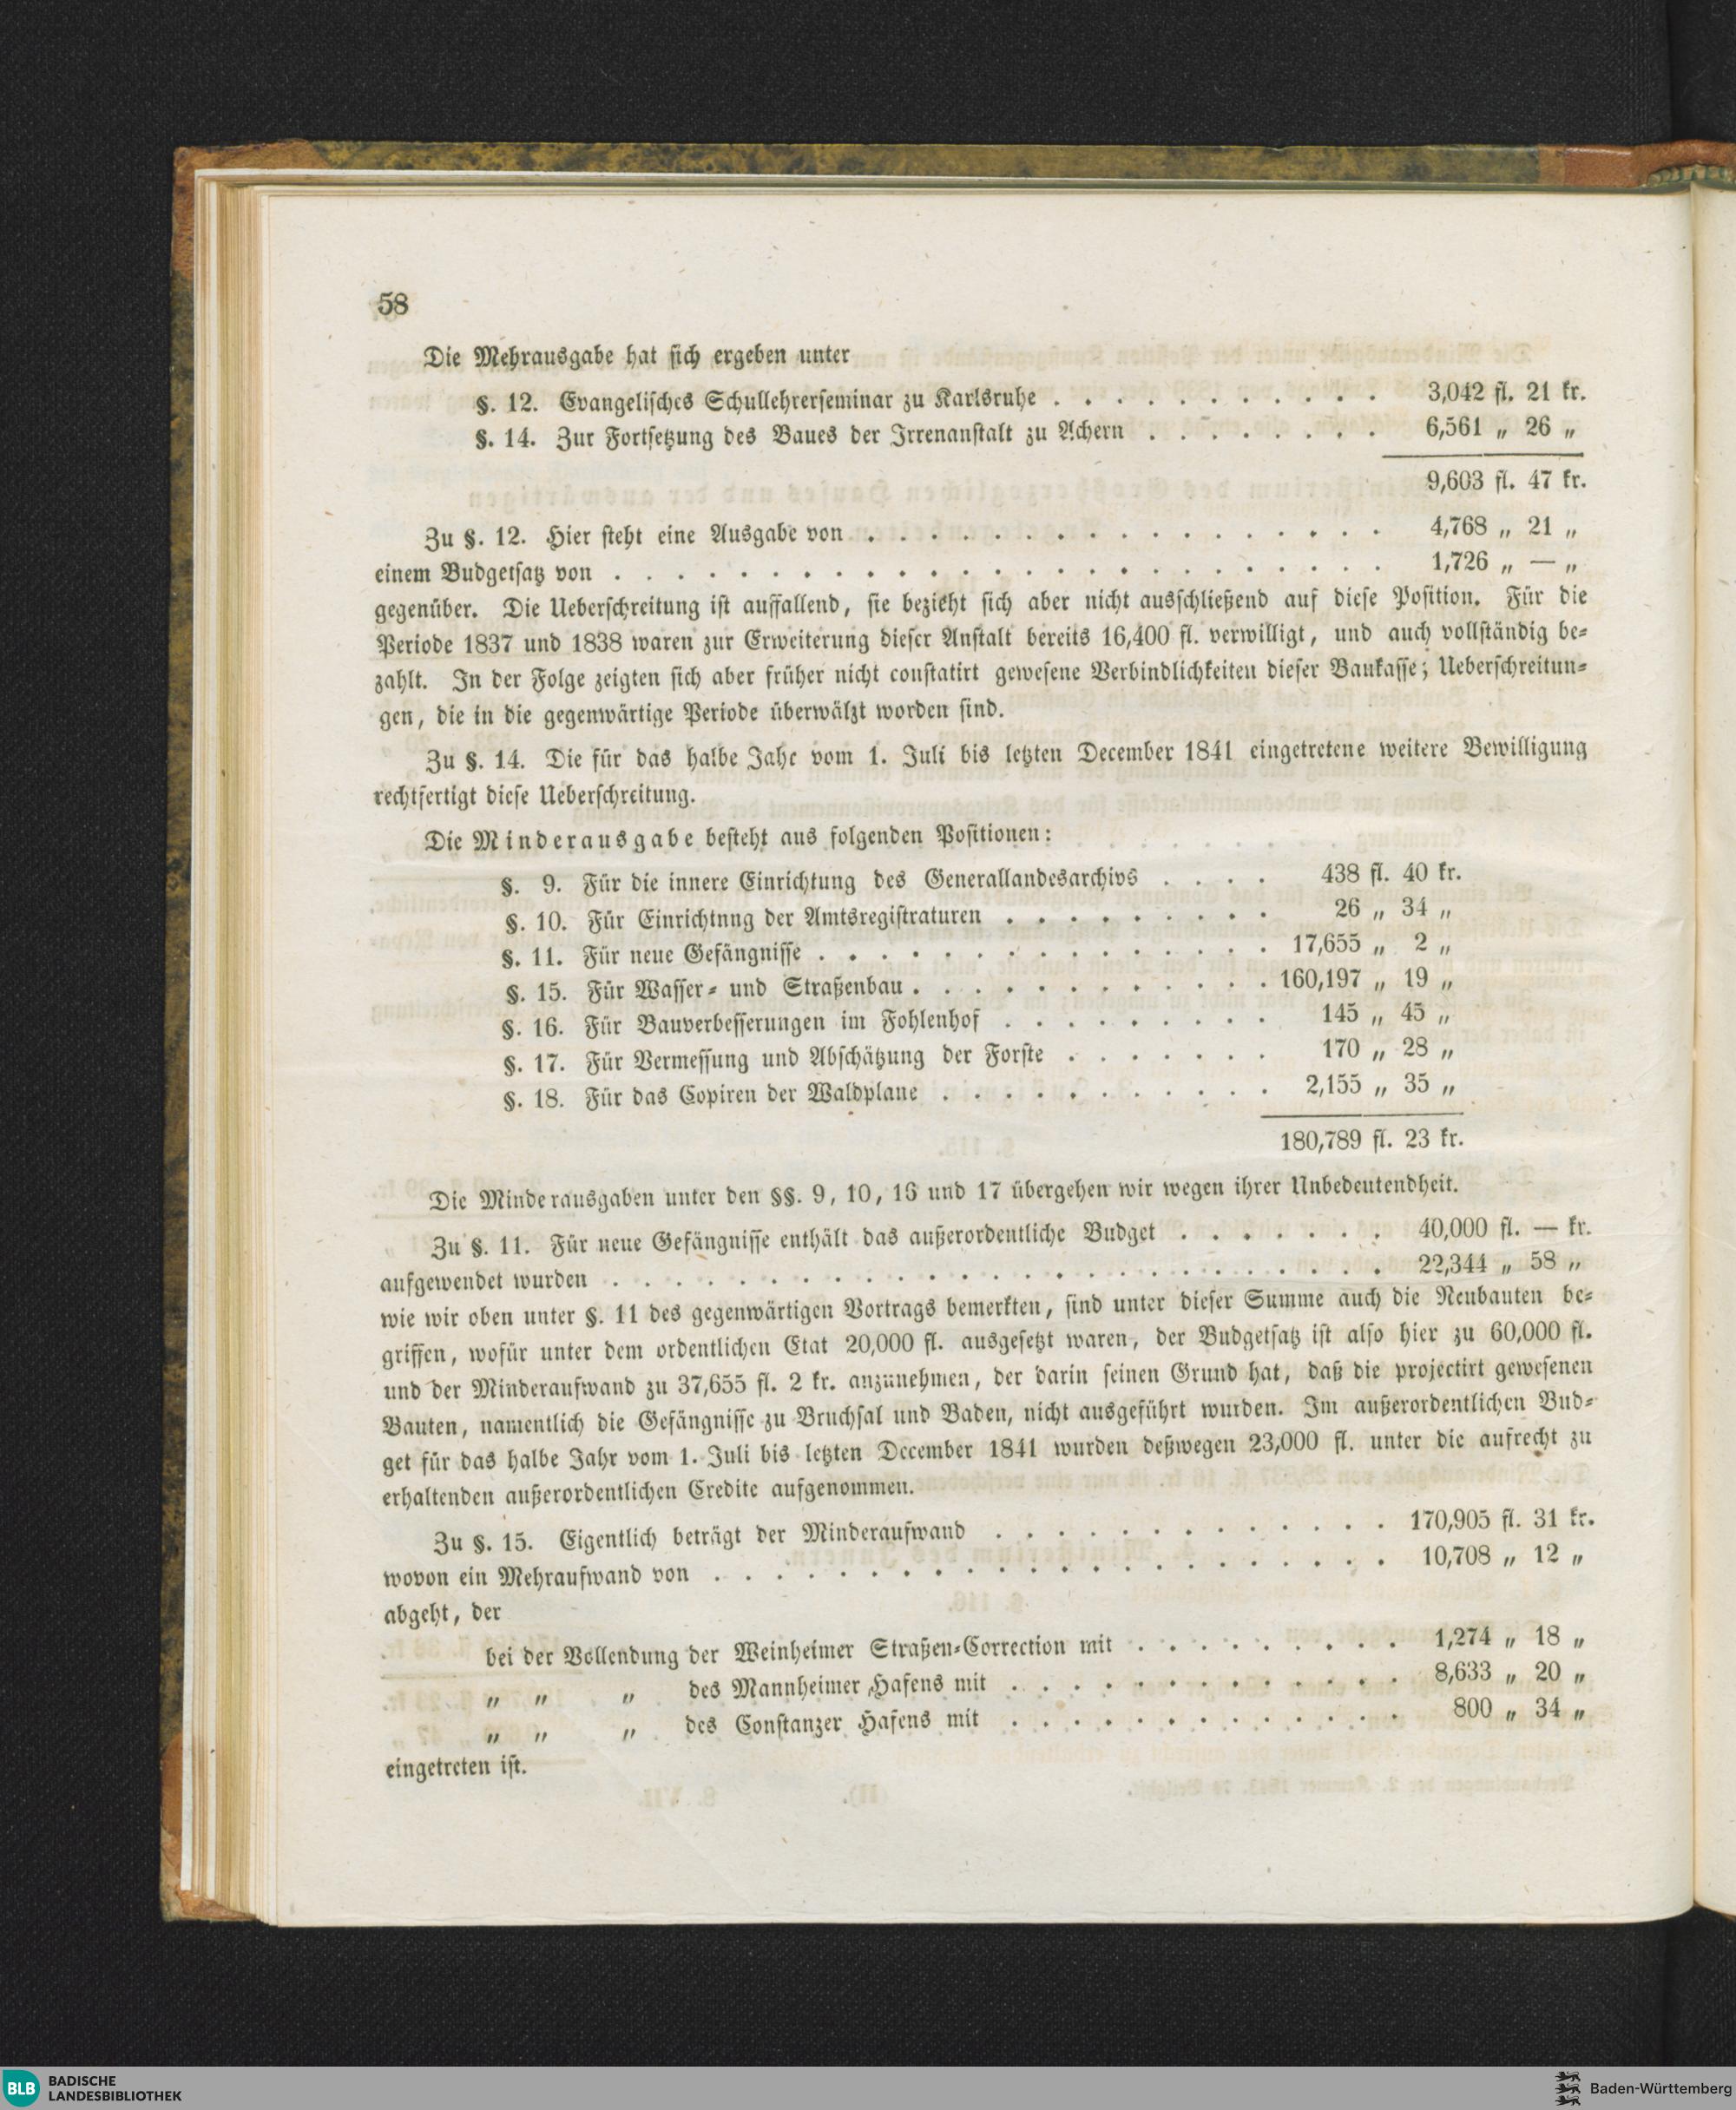 58
Die Mehrausgabe hat sich ergeben unter
§. 12. Evangelisches Schullehrerseminar zu Karlsruhe . . . . . . . . . . . 3,042 fl. 21 kr.
§. 14. Zur Fortsetzung des Baues der Irrenanstalt zu Achern . . . . . . . . 6,561 „ 26 „
9,603 fl. 47 kr.
Zu §. 12. Hier steht eine Ausgabe von . . . . . . . . . . . . . . . . . 4,768 „ 21 „
einem Budgetsatz von . . . . . . . . . . . . . . . . . . . . . . . . . 1,726 „ — „
gegenüber. Die Ueberschreitung ist auffallend, sie bezieht sich aber nicht ausschließend auf diese Position. Für die
Periode 1837 und 1838 waren zur Erweiterung dieser Anstalt bereits 16,400 fl. verwilligt, und auch vollständig be-
zahlt. In der Folge zeigten sich aber früher nicht constatirt gewesene Verbindlichkeiten dieser Baukasse; Ueberschreitun-
gen, die in die gegenwärtige Periode überwälzt worden sind.
Zu §. 14. Die für das halbe Jahr vom 1. Juli bis letzten December 1841 eingetretene weitere Bewilligung
rechtfertigt diese Ueberschreitung.
Die Minderausgabe besteht aus folgenden Positionen:
§. 9. Für die innere Einrichtung des Generallandesarchivs . . . . 438 fl. 40 kr.
§. 10. Für Einrichtnng der Amtsregistraturen . . . . . . . . . 26 „ 34 „
§. 11. Für neue Gefängnisse . . . . . . . . . . . . . . . 17,655 „ 2 „
§. 15. Für Wasser- und Straßenbau . . . . . . . . . . . . 160,197 „ 19 „
§. 16. Für Bauverbesserungen im Fohlenhof . . . . . . . . . 145 „ 45 „
§. 17. Für Vermessung und Abschätzung der Forste . . . . . . . 170 „ 28 „
§. 18. Für das Copiren der Waldplane . . . . . . . . . . . 2,155 „ 35 „
180,789 fl. 23 kr.
Die Minderausgaben unter den §§. 9, 10, 16 und 17 übergehen wir wegen ihrer Unbedeutendheit.
Zu §. 11. Für neue Gefängnisse enthält das außerordentliche Budget . . . . . . . 40,000 fl. — kr.
aufgewendet wurden . . . . . . . . . . . . . . . . . . . . . . . . . 22,344 „ 58 „
wie wir oben unter §. 11 des gegenwärtigen Vortrags bemerkten, sind unter dieser Summe auch die Neubauten be-
griffen, wofür unter dem ordentlichen Etat 20,000 fl. ausgesetzt waren, der Budgetsatz ist also hier zu 60,000 fl.
und der Minderaufwand zu 37,655 fl. 2 kr. anzunehmen, der darin seinen Grund hat, daß die projectirt gewesenen
Bauten, namentlich die Gefängnisse zu Bruchsal und Baden, nicht ausgeführt wurden. Im außerordentlichen Bud-
get für das halbe Jahr vom 1. Juli bis letzten December 1841 wurden deßwegen 23,000 fl. unter die aufrecht zu
erhaltenden außerordentlichen Credite aufgenommen.
Zu §. 15. Eigentlich beträgt der Minderaufwand . . . . . . . . . . . . . 170,905 fl. 31 kr.
wovon ein Mehraufwand von . . . . . . . . . . . . . . . . . . . . . . 10,708 „ 12 „
abgeht, der
bei der Vollendung der Weinheimer Straßen-Correction mit . . . . . . . . . 1,274 „ 18 „
„ „ „ des Mannheimer Hafens mit . . . . . . . . . . . . . 8,633 „ 20 „
„ „ „ des Constanzer Hafens mit . . . . . . . . . . . . . 800 „ 34 „
eingetreten ist.
BLB BADISCHE
LANDESBIBLIOTHEK
Baden-Württemberg